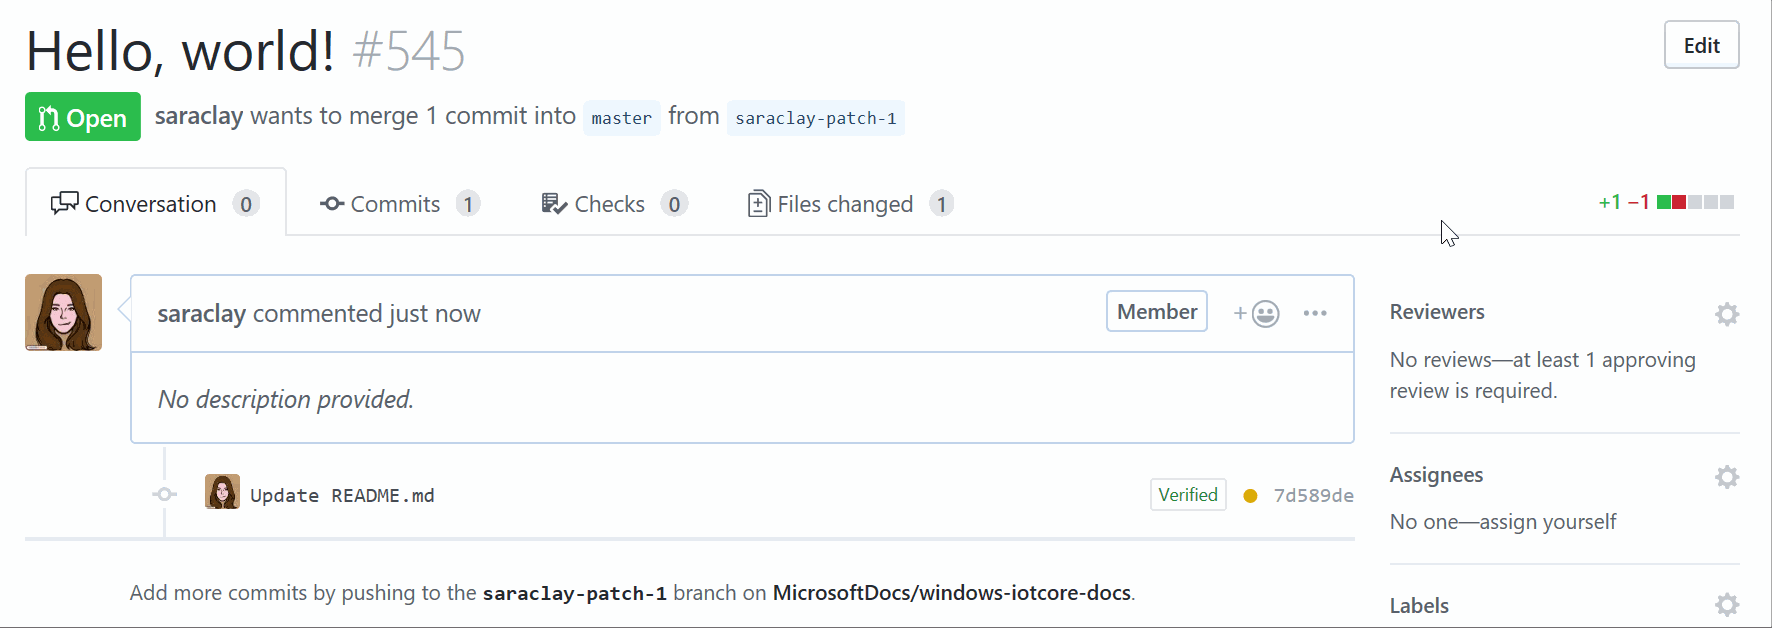 Hello, world! #545
Edit
Open saraclay wants to merge 1 commit into master from saraclay-patch-1
Conversation 0 Commits 1 Checks 0 Files changed 1 +1 −1
saraclay commented just now Member
No description provided.
Update README.md Verified 7d589de
Add more commits by pushing to the saraclay-patch-1 branch on MicrosoftDocs/windows-iotcore-docs.
Reviewers
No reviews—at least 1 approving
review is required.
Assignees
No one—assign yourself
Labels